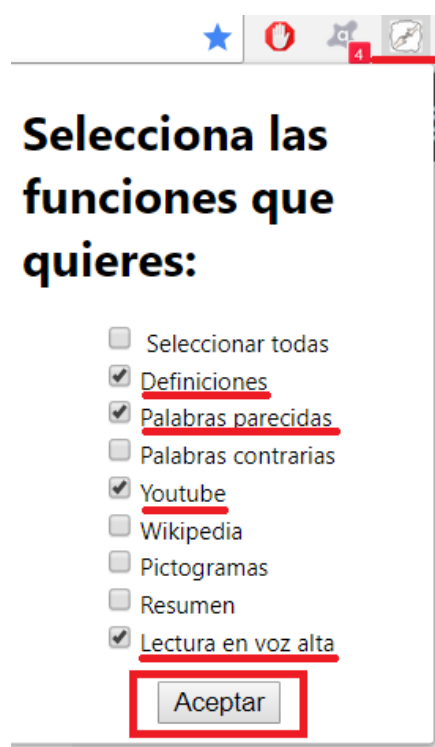 4
Selecciona las
funciones que
quieres:
Seleccionar todas
Definiciones
Palabras parecidas
Palabras contrarias
Youtube
Wikipedia
Pictogramas
Resumen
Lectura en voz alta
Aceptar